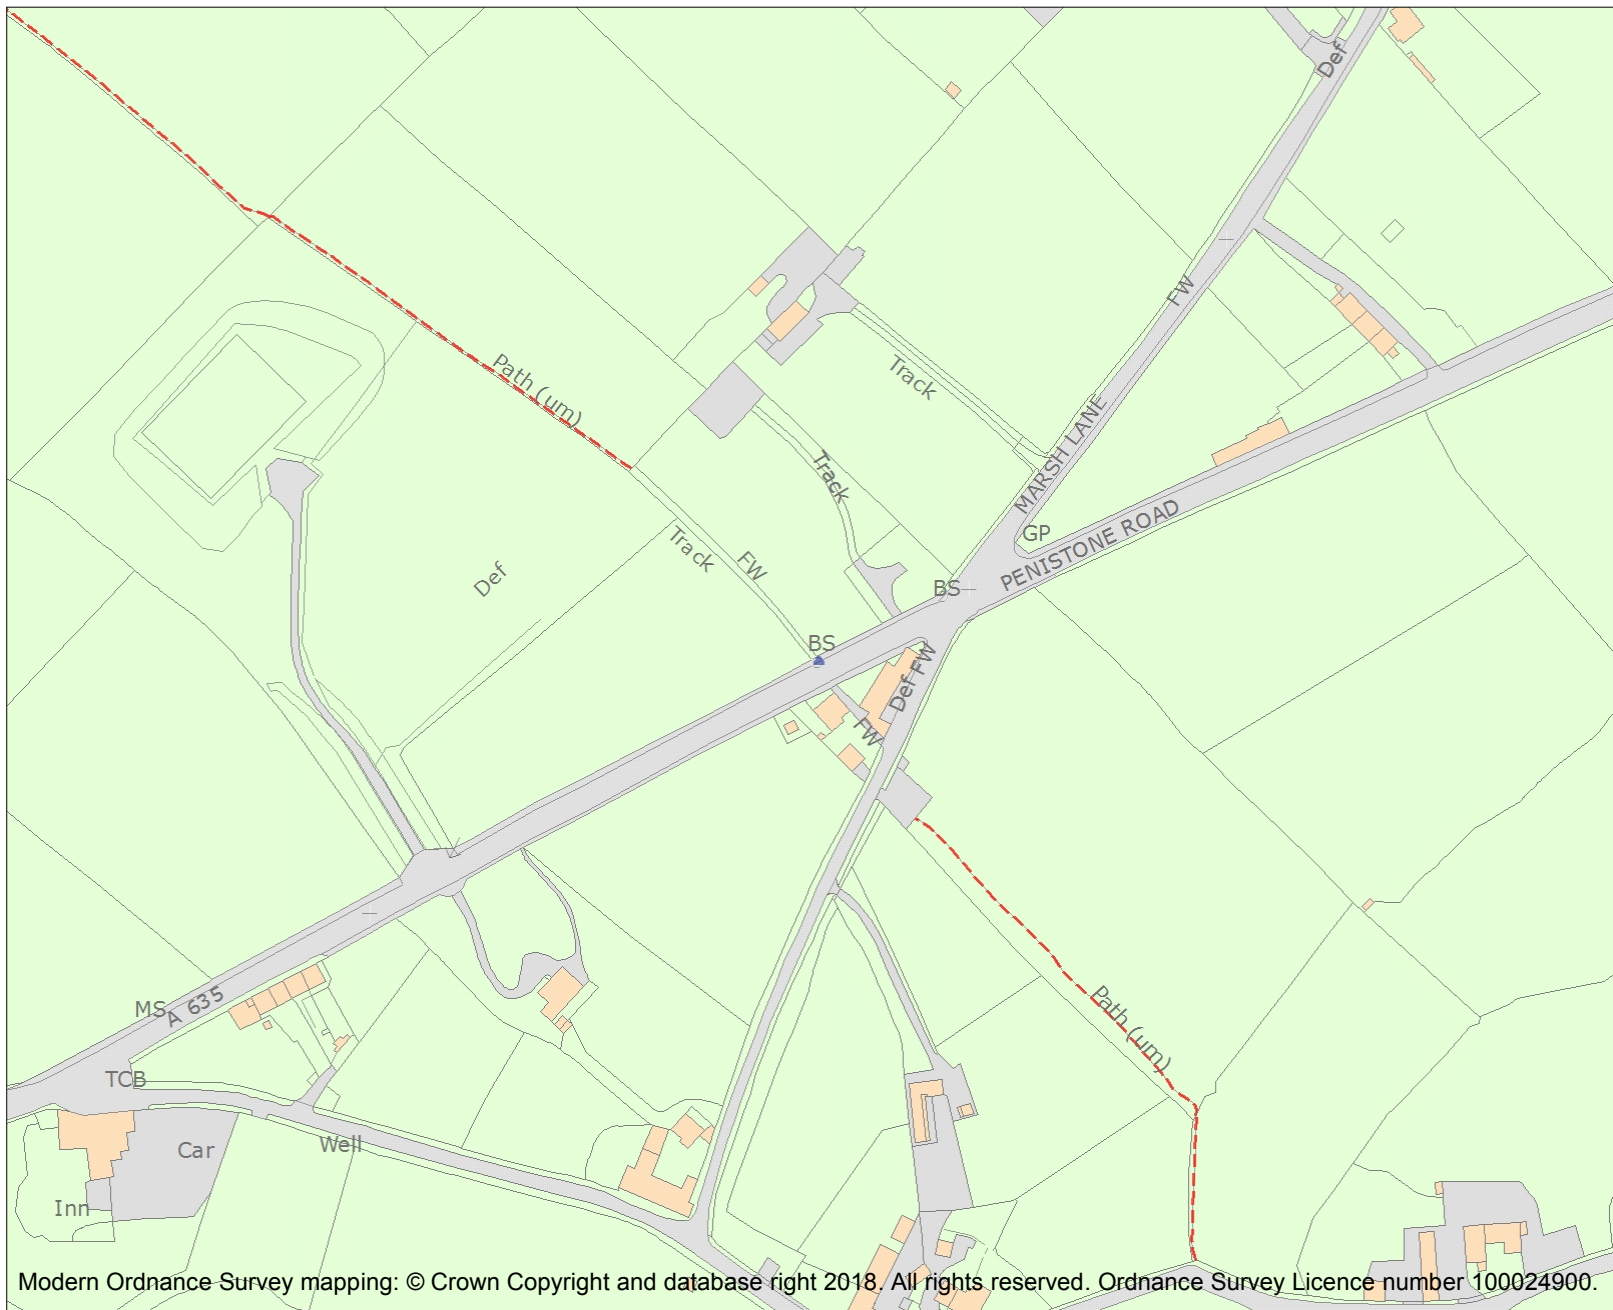 Def
FW
Path (um)
Track
MARSH LANE
Track
GP
PENISTONE ROAD
Track
FW
Def
BS
BS
Def FW
FW
Path (um)
MS
A 635
TCB
Car
Well
Inn
Modern Ordnance Survey mapping: © Crown Copyright and database right 2018. All rights reserved. Ordnance Survey Licence number 100024900.